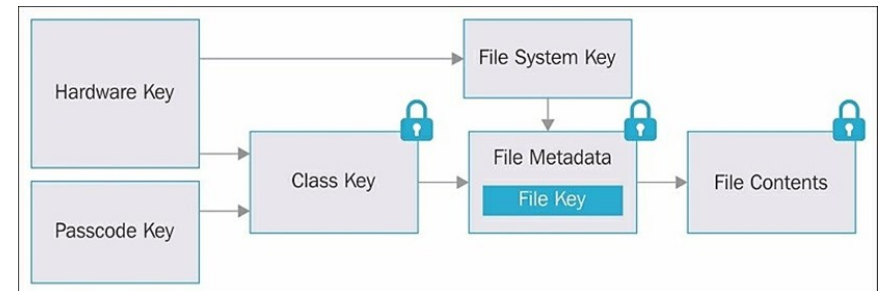 Hardware Key
File System Key
Class Key
File Metadata
File Key
File Contents
Passcode Key